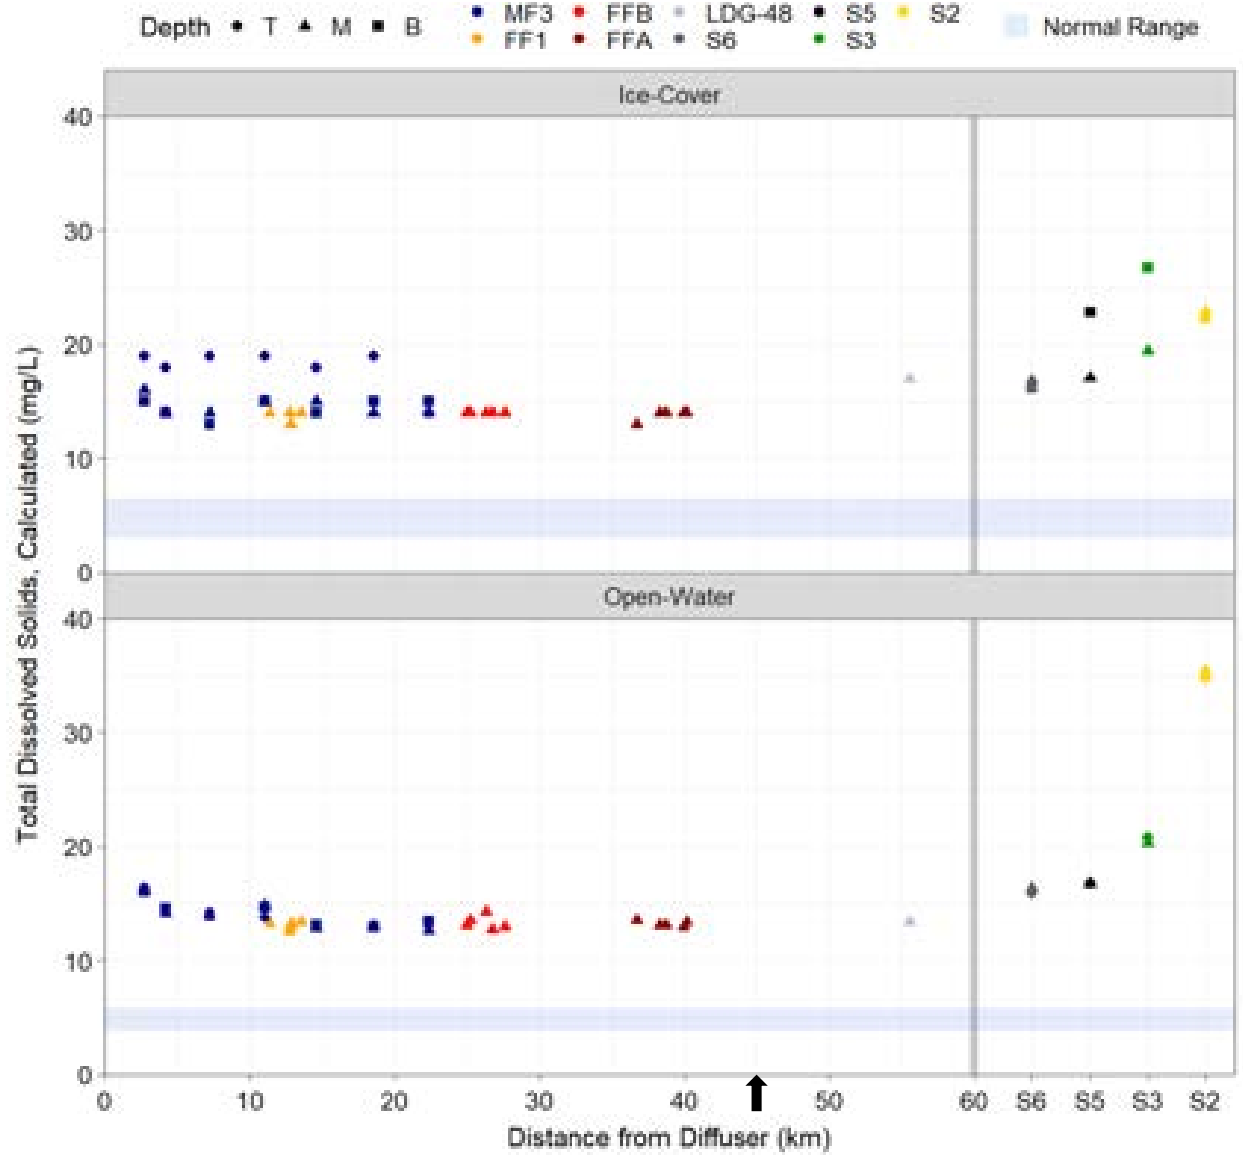 Depth T M B MF3 FFB LDG-48 S5 S2 Normal Range
FF1 FFA S6 S3
Ice-Cover
40
30
20
10
0
Open-Water
40
30
20
10
0
Total Dissolved Solids, Calculated (mg/L)
0 10 20 30 40 50 60 S6 S5 S3 S2
Distance from Diffuser (km)